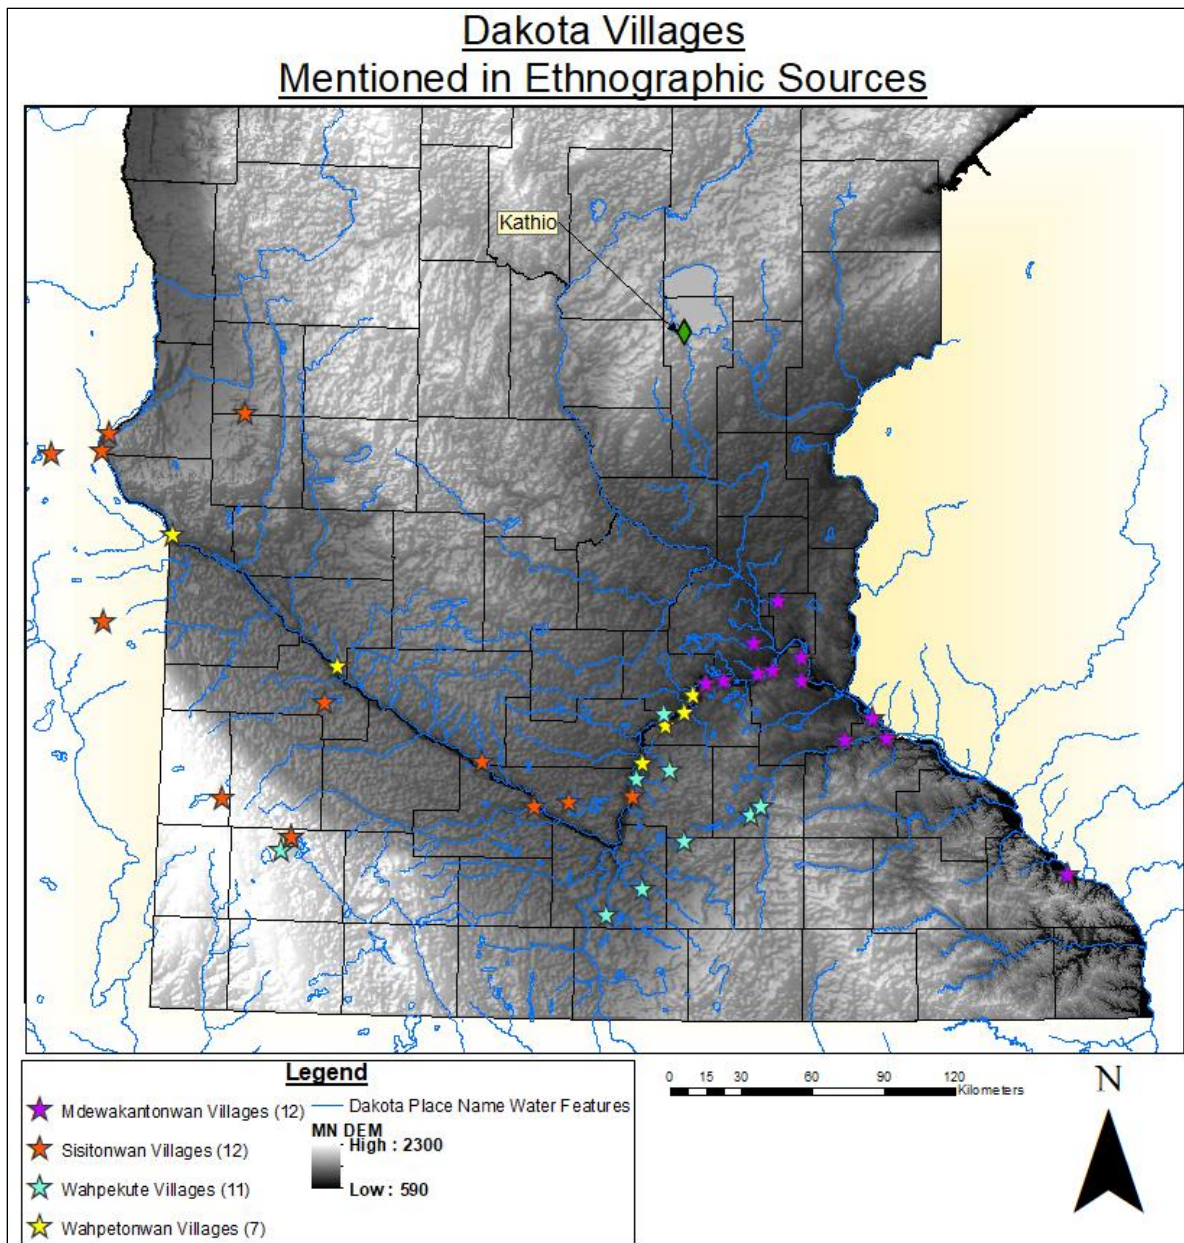 Dakota Villages
Mentioned in Ethnographic Sources
Kathio
Legend
Mdewakantonwan Villages (12)
Sisitonwan Villages (12)
Wahpekute Villages (11)
Wahpetonwan Villages (7)
Dakota Place Name Water Features
MN DEM
High : 2300
Low : 590
0 15 30 60 90 120
Kilometers
N